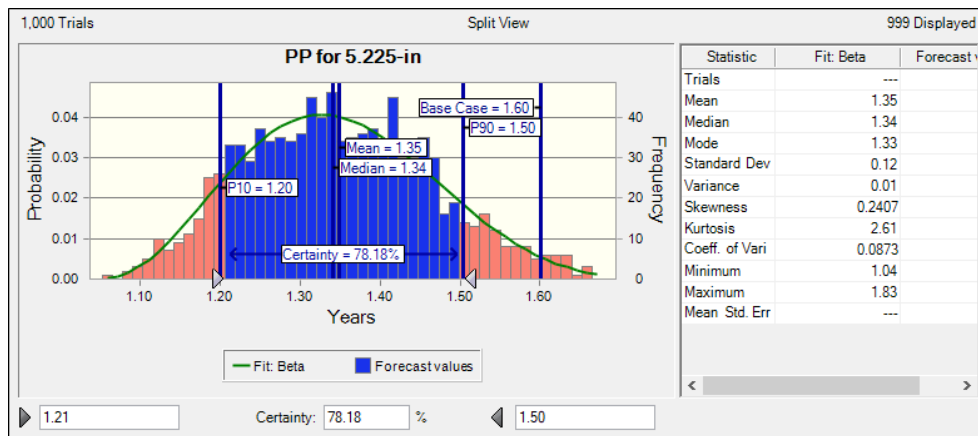 1,000 Trials Split View 999 Displayed
PP for 5.225-in
Probability
0.04
0.03
0.02
0.01
0.00
Base Case = 1.60
P90 = 1.50
Mean = 1.35
Median = 1.34
P10 = 1.20
Certainty = 78.18%
40
30
20
10
0
Frequency
1.10 1.20 1.30 1.40 1.50 1.60
Years
Fit: Beta Forecast values
Statistic Fit: Beta Forecast
Trials ---
Mean 1.35
Median 1.34
Mode 1.33
Standard Dev 0.12
Variance 0.01
Skewness 0.2407
Kurtosis 2.61
Coeff. of Vari 0.0873
Minimum 1.04
Maximum 1.83
Mean Std. Err ---
1.21 Certainty: 78.18 % 1.50